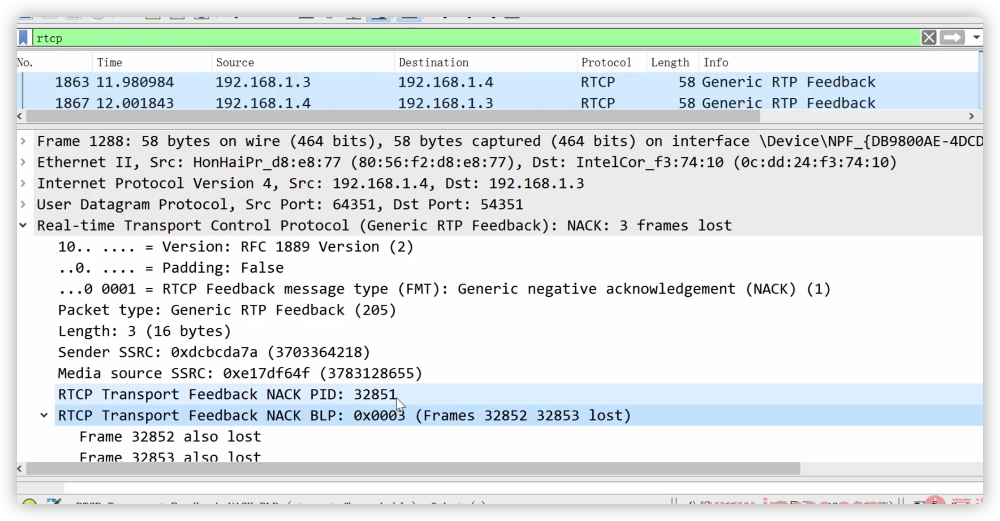 rtcp
No. Time Source Destination Protocol Length Info
1863 11.980984 192.168.1.3 192.168.1.4 RTCP 58 Generic RTP Feedback
1867 12.001843 192.168.1.4 192.168.1.3 RTCP 58 Generic RTP Feedback
Frame 1288: 58 bytes on wire (464 bits), 58 bytes captured (464 bits) on interface \Device\NPF_{DB9800AE-4DCD
Ethernet II, Src: HonHaiPr_d8:e8:77 (80:56:f2:d8:e8:77), Dst: IntelCor_f3:74:10 (0c:dd:24:f3:74:10)
Internet Protocol Version 4, Src: 192.168.1.4, Dst: 192.168.1.3
User Datagram Protocol, Src Port: 64351, Dst Port: 54351
Real-time Transport Control Protocol (Generic RTP Feedback): NACK: 3 frames lost
10.. .... = Version: RFC 1889 Version (2)
..0. .... = Padding: False
...0 0001 = RTCP Feedback message type (FMT): Generic negative acknowledgement (NACK) (1)
Packet type: Generic RTP Feedback (205)
Length: 3 (16 bytes)
Sender SSRC: 0xdcbcda7a (3703364218)
Media source SSRC: 0xe17df64f (3783128655)
RTCP Transport Feedback NACK PID: 32851
RTCP Transport Feedback NACK BLP: 0x0003 (Frames 32852 32853 lost)
Frame 32852 also lost
Frame 32853 also lost